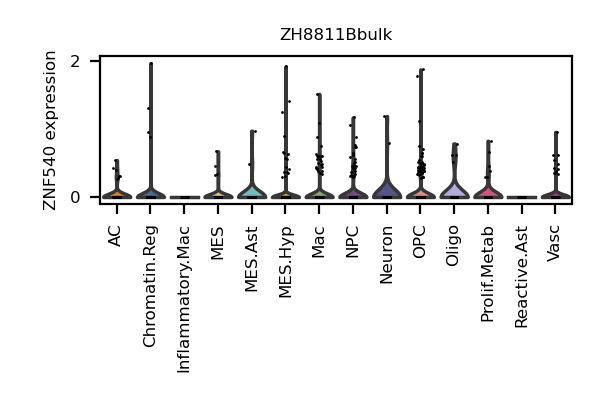 ZH8811Bbulk
ZNF540 expression
2
0
AC
Chromatin.Reg
Inflammatory.Mac
MES
MES.Ast
MES.Hyp
Mac
NPC
Neuron
OPC
Oligo
Prolif.Metab
Reactive.Ast
Vasc